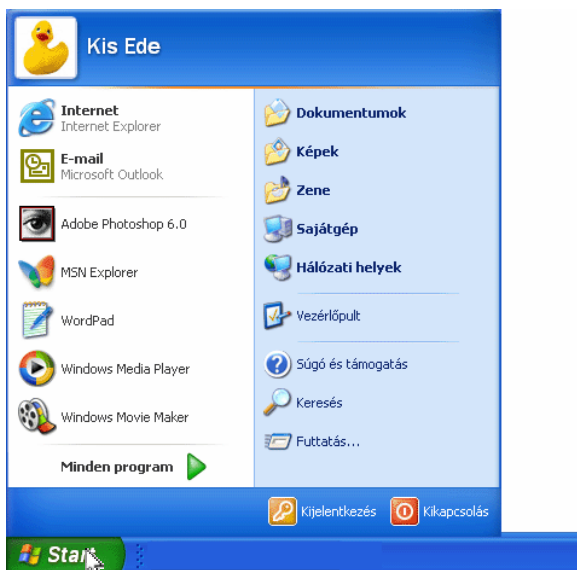 Kis Ede
Internet
Internet Explorer
E-mail
Microsoft Outlook
Adobe Photoshop 6.0
MSN Explorer
WordPad
Windows Media Player
Windows Movie Maker
Minden program
Dokumentumok
Képek
Zene
Sajátgép
Hálózati helyek
Vezérlőpult
Súgó és támogatás
Keresés
Futtatás...
Kijelentkezés
Kikapcsolás
Start